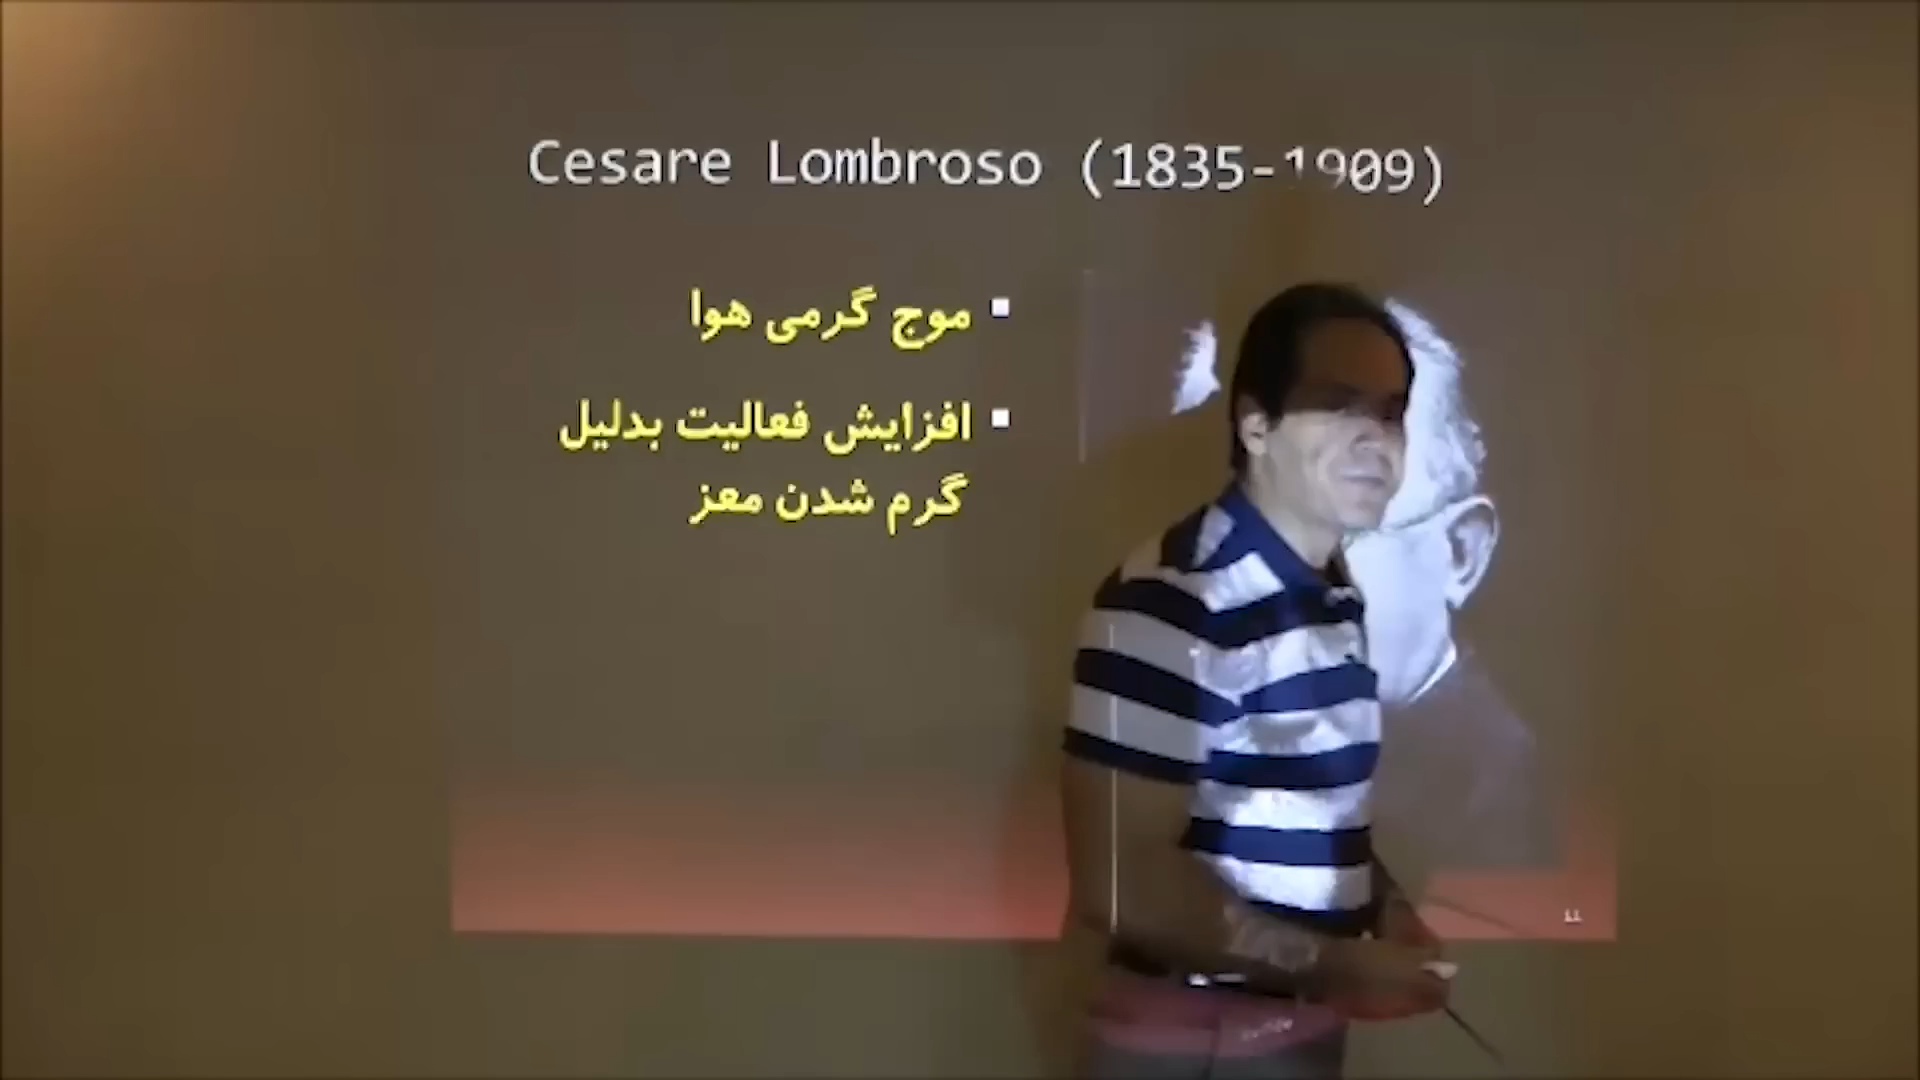 Cesare Lombroso (1835-1909)
موج گرمی هوا
افزایش فعالیت بدلیل
گرم شدن معز